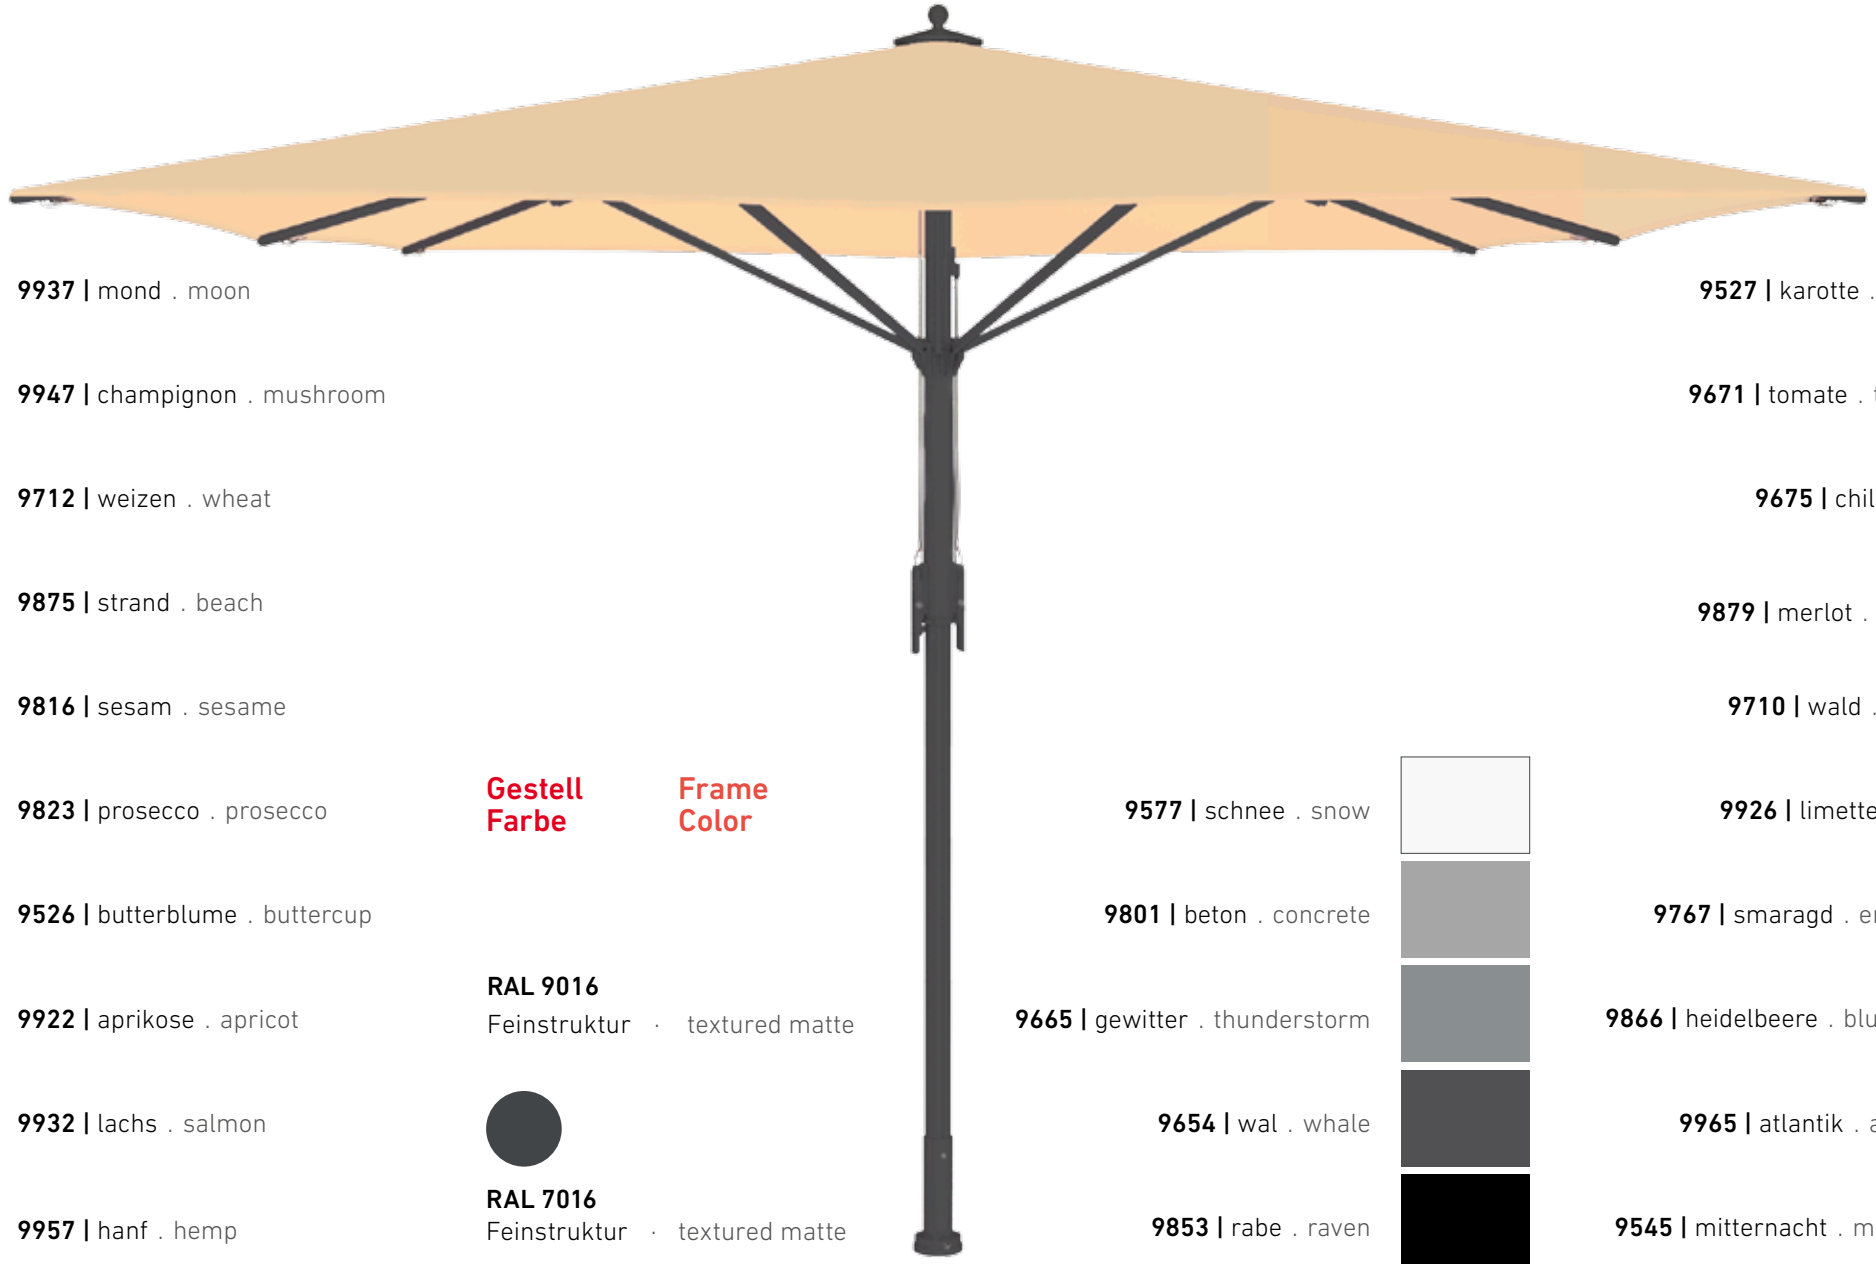 9937 | mond . moon
9947 | champignon . mushroom
9712 | weizen . wheat
9875 | strand . beach
9816 | sesam . sesame
9823 | prosecco . prosecco
9526 | butterblume . buttercup
9922 | aprikose . apricot
9932 | lachs . salmon
9957 | hanf . hemp
Gestell
Farbe
Frame
Color
RAL 9016
Feinstruktur · textured matte
RAL 7016
Feinstruktur · textured matte
9577 | schnee . snow
9801 | beton . concrete
9665 | gewitter . thunderstorm
9654 | wal . whale
9853 | rabe . raven
9527 | karotte .
9671 | tomate .
9675 |
9879 | merlot .
9710 | wald .
9926 | limette
9767 | smaragd .
9866 | heidelbeere .
9965 | atlantik .
9545 | mitternacht .